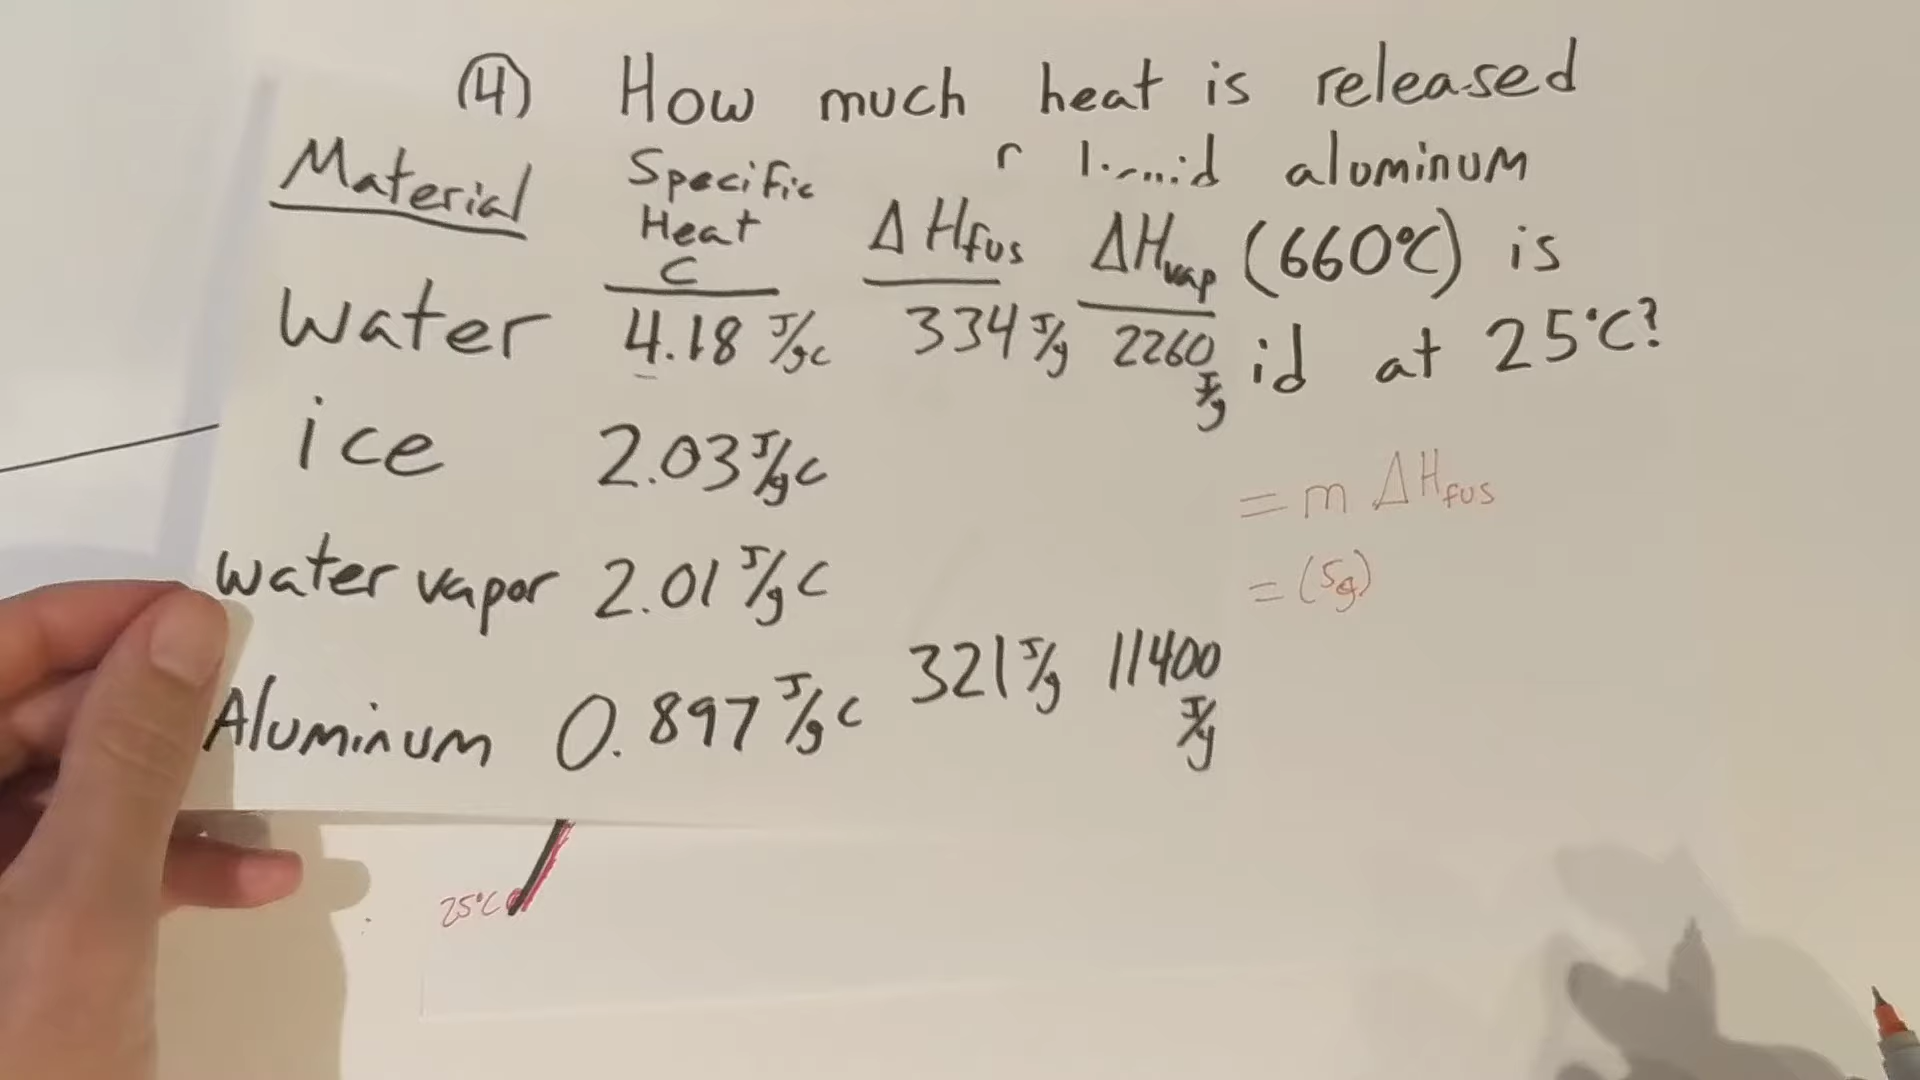 (4) How much heat is released
aluminum
(660°C) is
id at 25°C?
Material Specific Heat C ΔHfus ΔHvap
water 4.18 J/gC 334 J/g 2260 J/g
ice 2.03 J/gC
water vapor 2.01 J/gC
Aluminum 0.897 J/gC 321 J/g 11400 J/g
= m ΔHfus
= (5g)
25°C